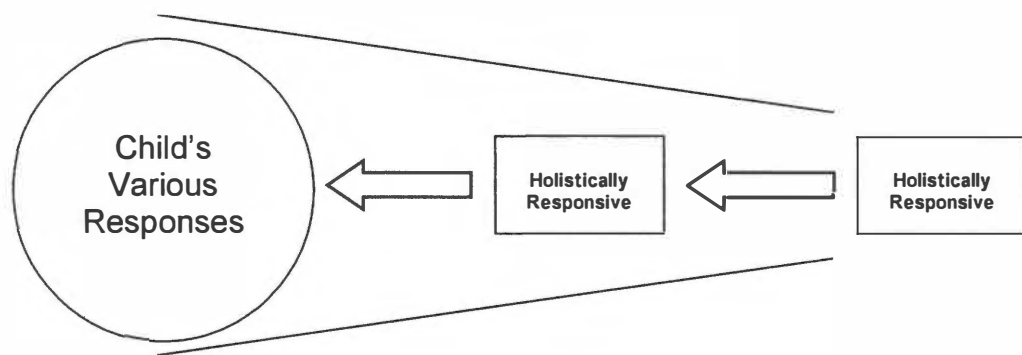 Child's
Various
Responses
Holistically
Responsive
Holistically
Responsive